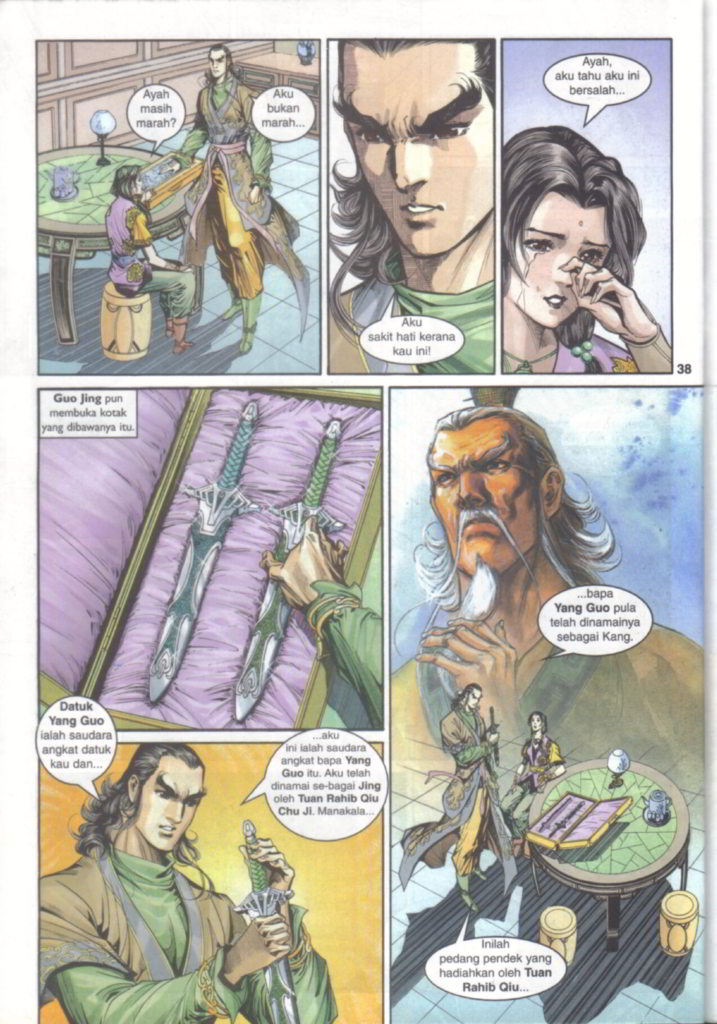 Ayah
masih
marah?
Aku
bukan
marah...
Aku
sakit hati kerana
kau ini!
Ayah,
aku tahu aku ini
bersalah...
38
Guo Jing pun
membuka kotak
yang dibawanya itu.
Datuk
Yang Guo
ialah saudara
angkat datuk
kau dan...
...aku
ini ialah saudara
angkat bapa Yang
Guo itu. Aku telah
dinamai se-bagai Jing
oleh Tuan Rahib Qiu
Chu Ji. Manakala...
...bapa
Yang Guo pula
telah dinamainya
sebagai Kang.
Inilah
pedang pendek yang
hadiahkan oleh Tuan
Rahib Qiu...